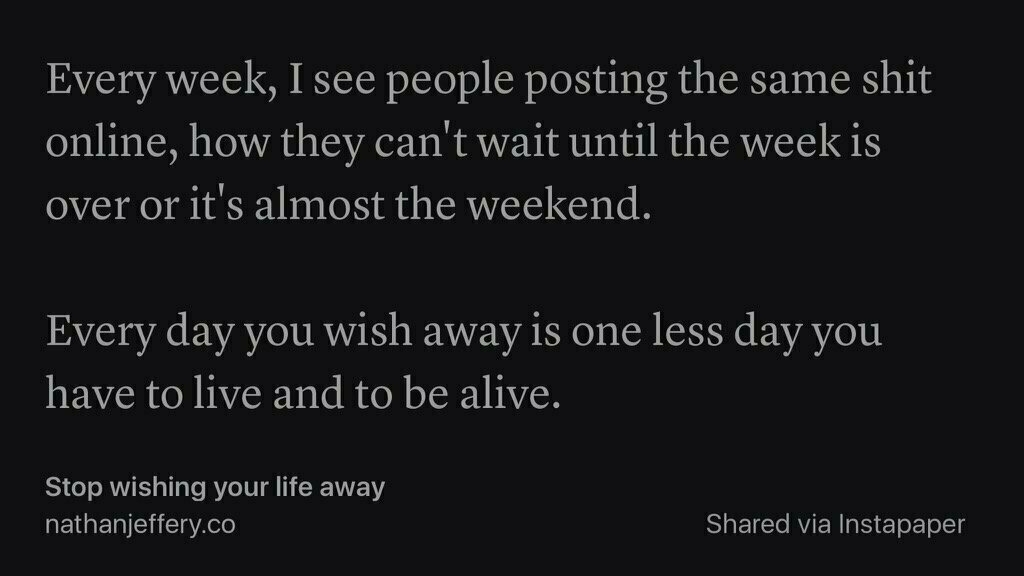 Every week, I see people posting the same shit
online, how they can't wait until the week is
over or it's almost the weekend.
Every day you wish away is one less day you
have to live and to be alive.
Stop wishing your life away
nathanjeffery.co
Shared via Instapaper